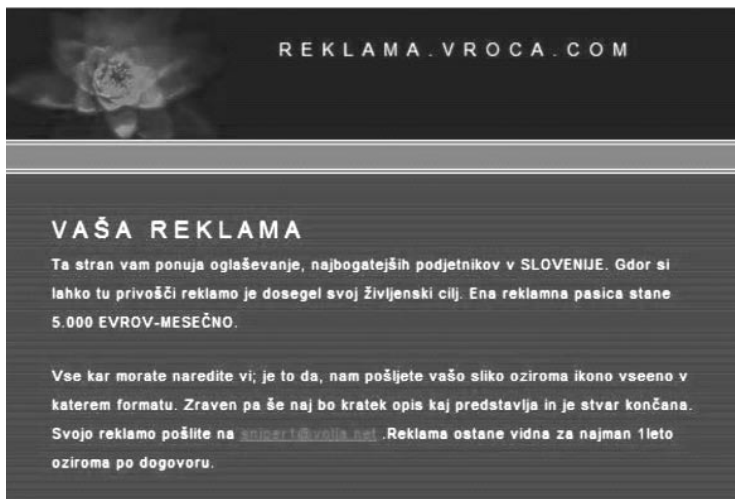 REKLAMA.VROCA.COM
VAŠA REKLAMA
Ta stran vam ponuja oglaševanje, najbogatejših podjetnikov v SLOVENIJE. Gdor si
lahko tu privošči reklamo je dosegel svoj življenski cilj. Ena reklamna pasica stane
5.000 EVROV-MESEČNO.
Vse kar morate naredite vi; je to da, nam pošljete vašo sliko oziroma ikono vseeno v
katerem formatu. Zraven pa še naj bo kratek opis kaj predstavlja in je stvar končana.
Svojo reklamo pošlite na .Reklama ostane vidna za najman 1leto
oziroma po dogovoru.